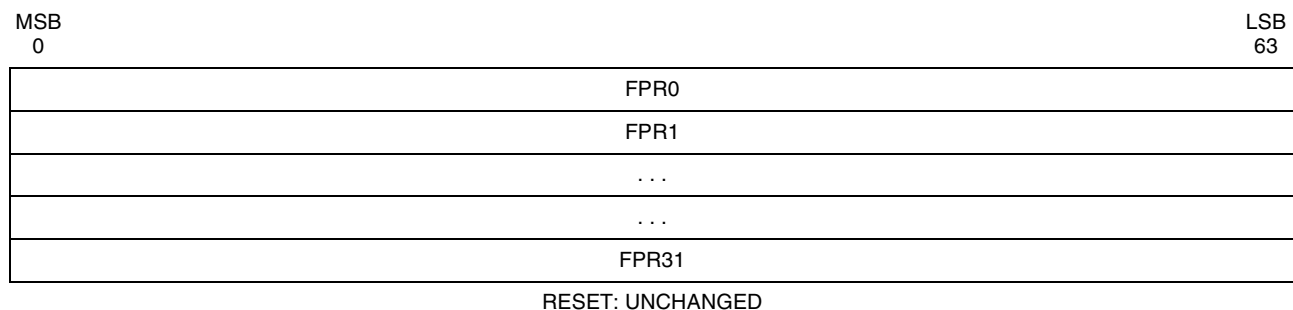 MSB LSB
0 63
FPR0
FPR1
. . .
. . .
FPR31
RESET: UNCHANGED